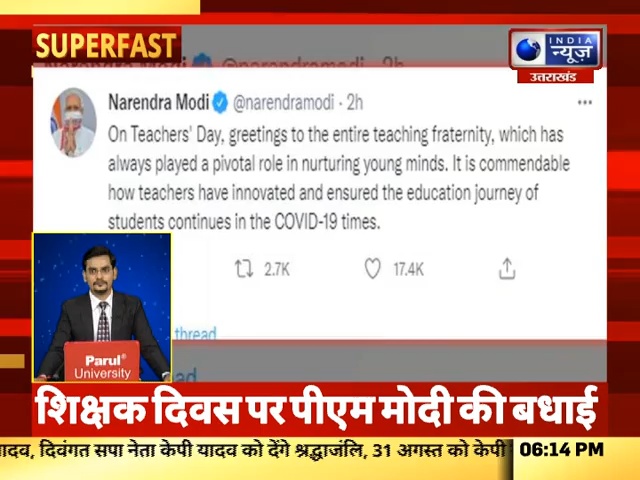 SUPERFAST
INDIA
न्यूज़
उत्तराखंड
Narendra Modi @narendramodi · 2h
On Teachers' Day, greetings to the entire teaching fraternity, which has
always played a pivotal role in nurturing young minds. It is commendable
how teachers have innovated and ensured the education journey of
students continues in the COVID-19 times.
2.7K 17.4K
thread
Parul®
University
शिक्षक दिवस पर पीएम मोदी की बधाई
दिवंगत सपा नेता केपी यादव को देंगे श्रद्धांजलि, 31 अगस्त को केपी
06:14 PM